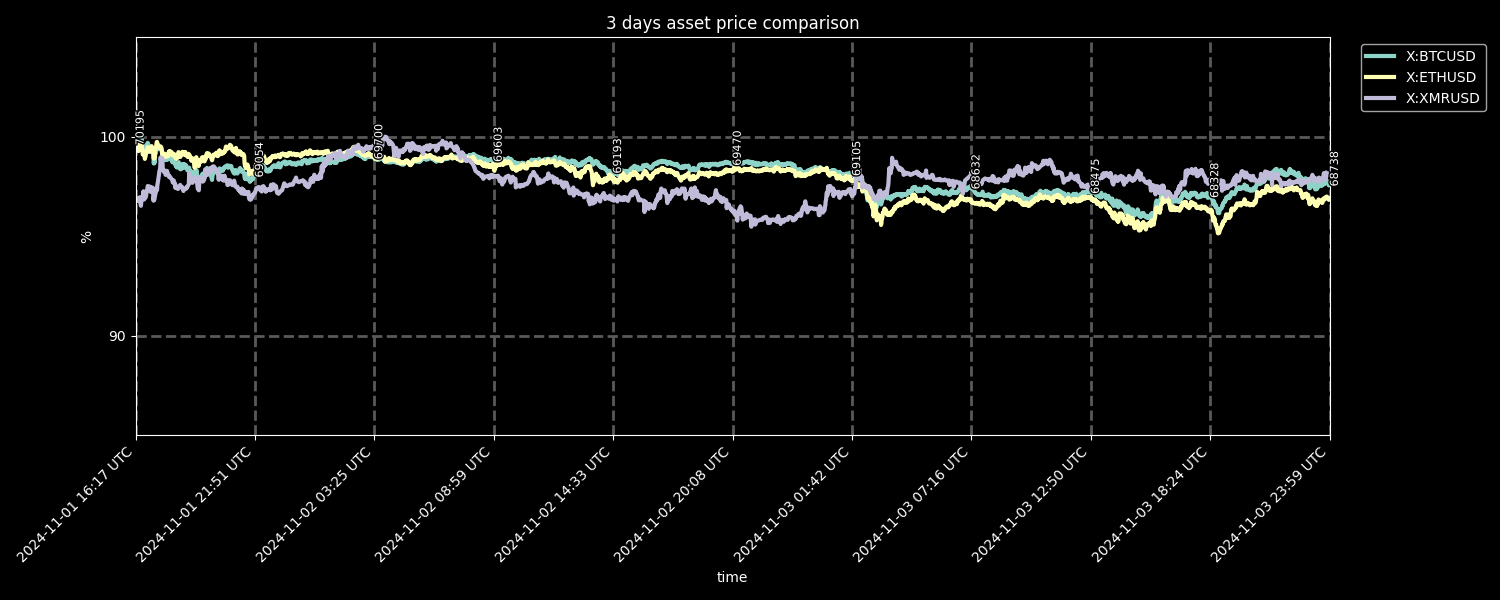 3 days asset price comparison
X:BTCUSD
X:ETHUSD
X:XMRUSD
100
90
%
70195
69054
69700
69603
69193
69470
69105
68632
68475
68328
68738
2024-11-01 16:17 UTC
2024-11-01 21:51 UTC
2024-11-02 03:25 UTC
2024-11-02 08:59 UTC
2024-11-02 14:33 UTC
2024-11-02 20:08 UTC
2024-11-03 01:42 UTC
2024-11-03 07:16 UTC
2024-11-03 12:50 UTC
2024-11-03 18:24 UTC
2024-11-03 23:59 UTC
time